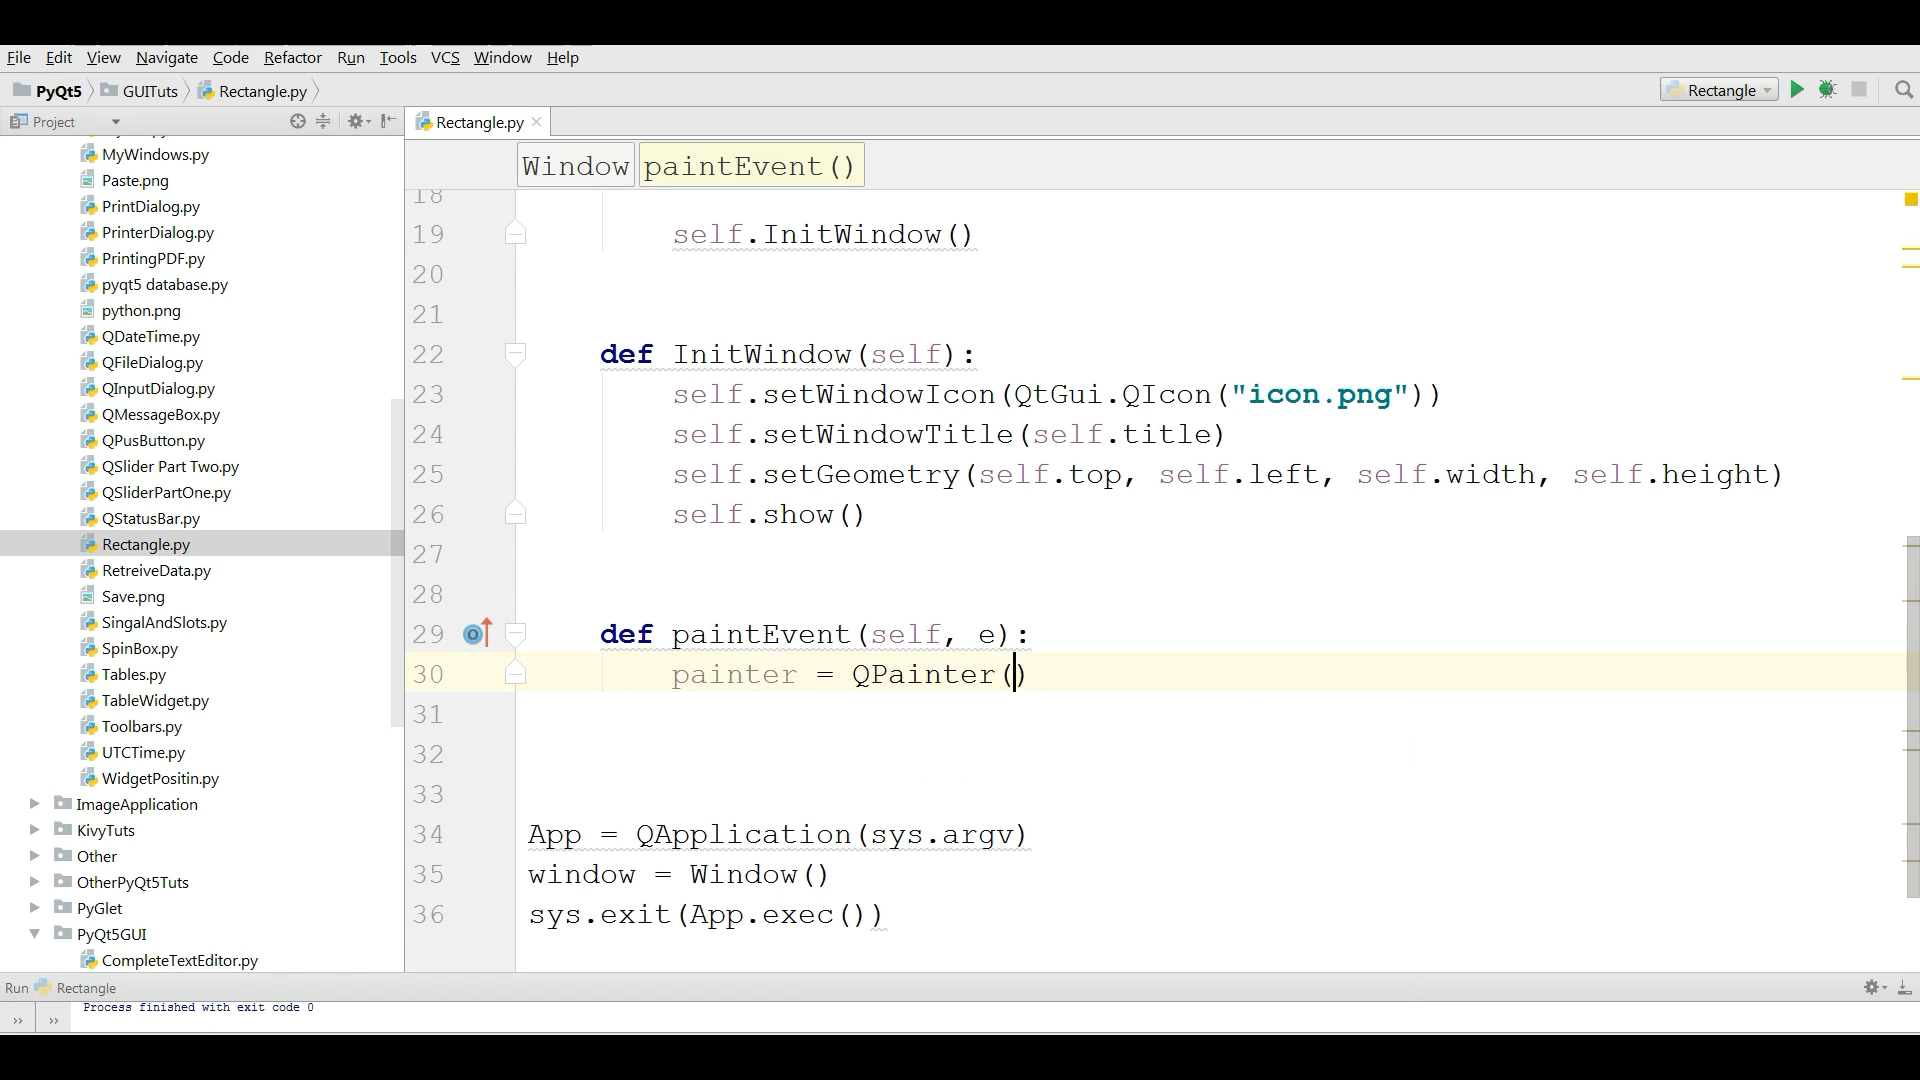 File Edit View Navigate Code Refactor Run Tools VCS Window Help
PyQt5 GUITuts Rectangle.py Rectangle
Project Rectangle.py
Window paintEvent()
MyWindows.py
Paste.png
PrintDialog.py
PrinterDialog.py
PrintingPDF.py
pyqt5 database.py
python.png
QDateTime.py
QFileDialog.py
QInputDialog.py
QMessageBox.py
QPusButton.py
QSlider Part Two.py
QSliderPartOne.py
QStatusBar.py
Rectangle.py
RetreiveData.py
Save.png
SingalAndSlots.py
SpinBox.py
Tables.py
TableWidget.py
Toolbars.py
UTCTime.py
WidgetPositin.py
ImageApplication
KivyTuts
Other
OtherPyQt5Tuts
PyGlet
PyQt5GUI
CompleteTextEditor.py
18
19 self.InitWindow()
20
21
22 def InitWindow(self):
23 self.setWindowIcon(QtGui.QIcon("icon.png"))
24 self.setWindowTitle(self.title)
25 self.setGeometry(self.top, self.left, self.width, self.height)
26 self.show()
27
28
29 def paintEvent(self, e):
30 painter = QPainter()
31
32
33
34 App = QApplication(sys.argv)
35 window = Window()
36 sys.exit(App.exec())
Run Rectangle
Process finished with exit code 0